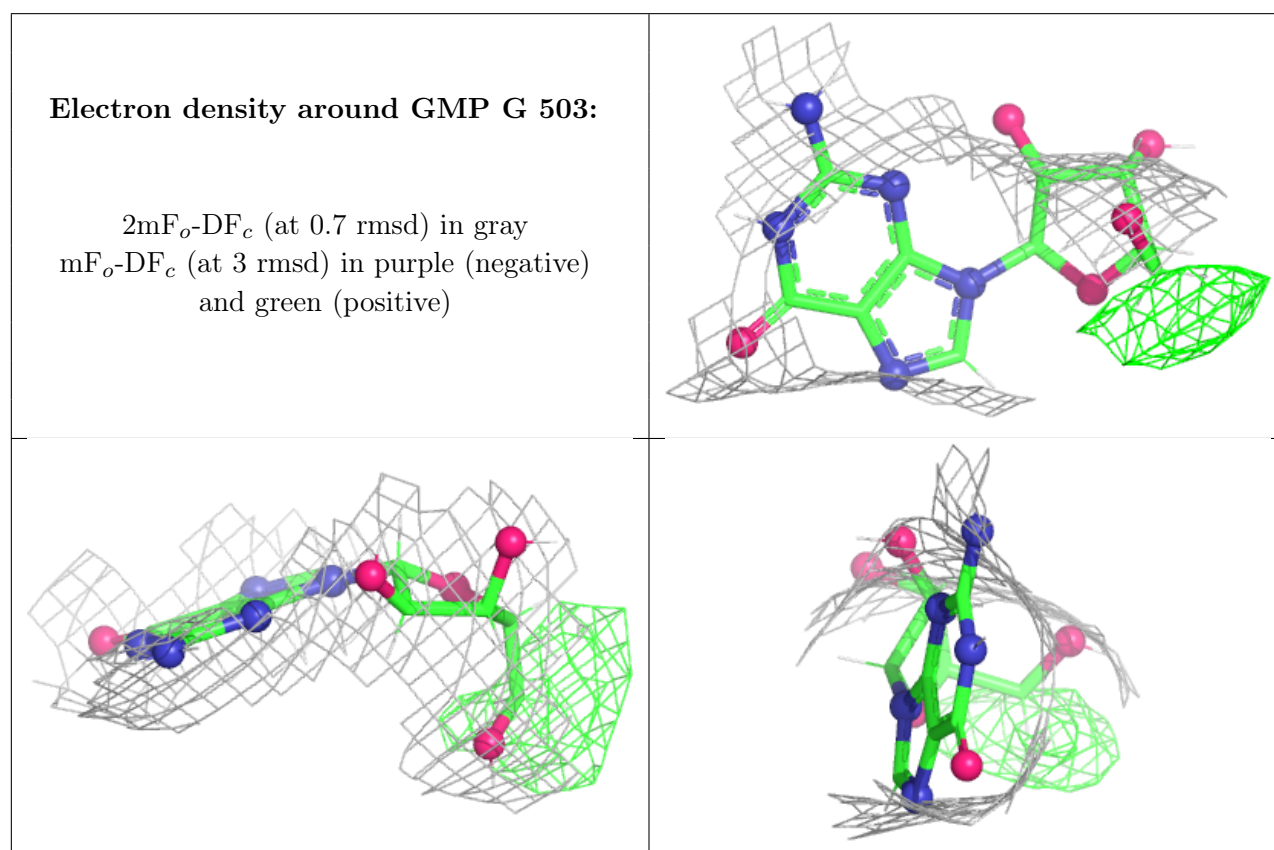 Electron density around GMP G 503:
2mFo-DFc (at 0.7 rmsd) in gray
mFo-DFc (at 3 rmsd) in purple (negative)
and green (positive)